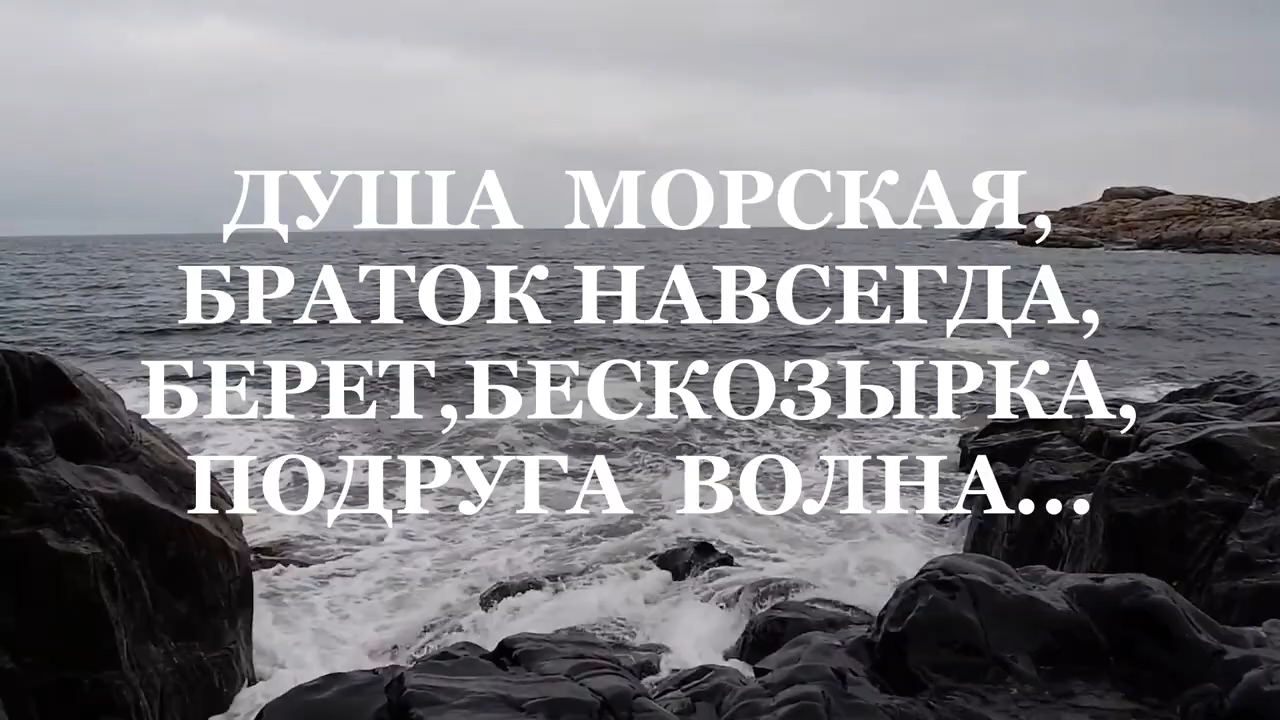 ДУША МОРСКАЯ,
БРАТОК НАВСЕГДА,
БЕРЕТ,БЕСКОЗЫРКА,
ПОДРУГА ВОЛНА...